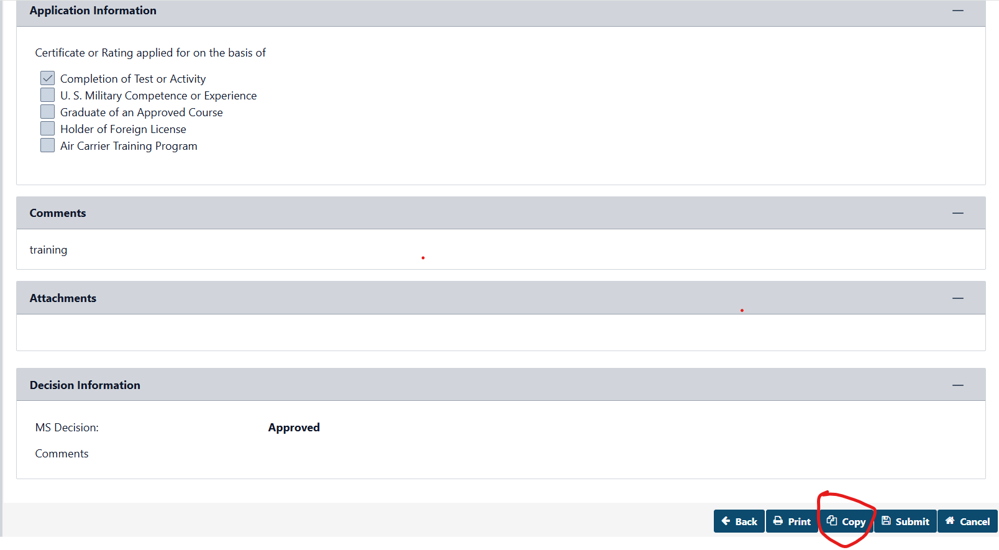 Application Information
Certificate or Rating applied for on the basis of
Completion of Test or Activity
U. S. Military Competence or Experience
Graduate of an Approved Course
Holder of Foreign License
Air Carrier Training Program
Comments
training
Attachments
Decision Information
MS Decision: Approved
Comments
Back Print Copy Submit Cancel